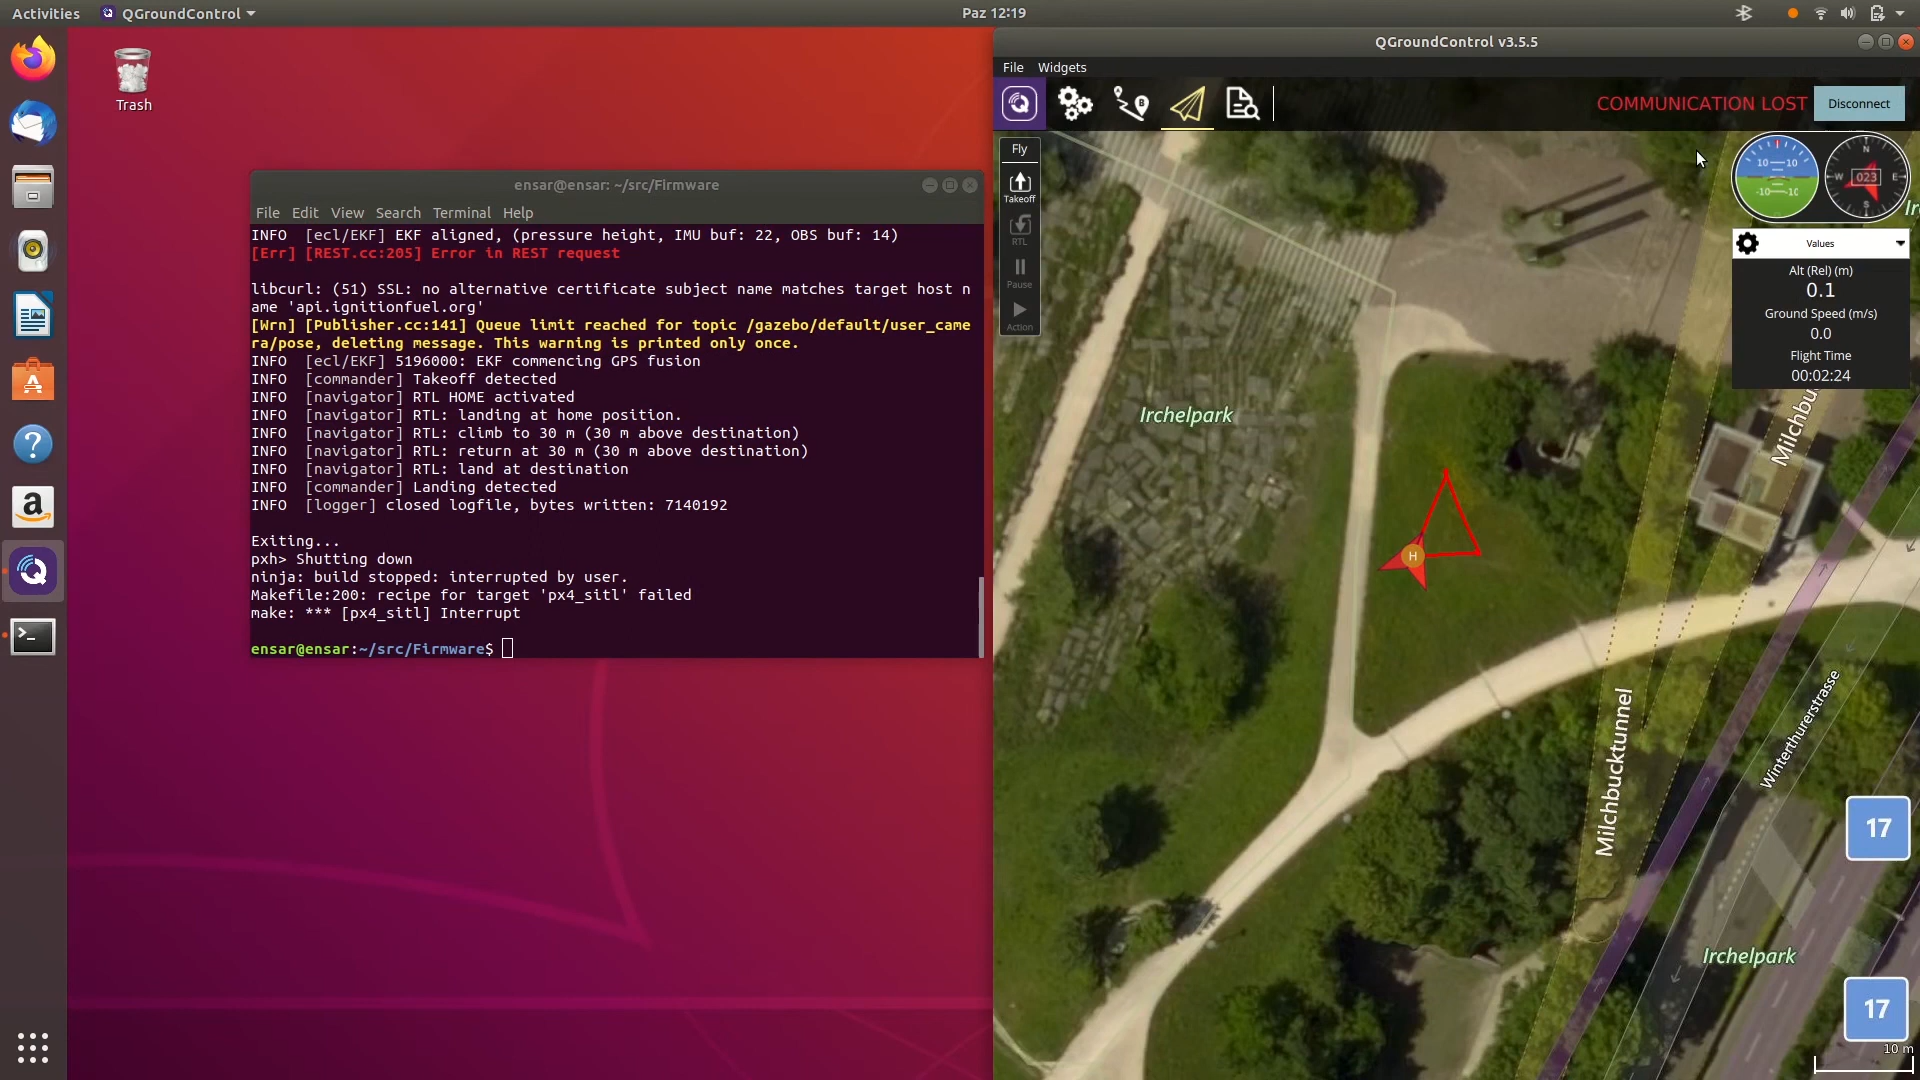 Activities
QGroundControl
Paz 12:19
Trash
ensar@ensar: ~/src/Firmware
File Edit View Search Terminal Help
INFO  [ecl/EKF] EKF aligned, (pressure height, IMU buf: 22, OBS buf: 14)
[Err] [REST.cc:205] Error in REST request
libcurl: (51) SSL: no alternative certificate subject name matches target host n
ame 'api.ignitionfuel.org'
[Wrn] [Publisher.cc:141] Queue limit reached for topic /gazebo/default/user_came
ra/pose, deleting message. This warning is printed only once.
INFO  [ecl/EKF] 5196000: EKF commencing GPS fusion
INFO  [commander] Takeoff detected
INFO  [navigator] RTL HOME activated
INFO  [navigator] RTL: landing at home position.
INFO  [navigator] RTL: climb to 30 m (30 m above destination)
INFO  [navigator] RTL: return at 30 m (30 m above destination)
INFO  [navigator] RTL: land at destination
INFO  [commander] Landing detected
INFO  [logger] closed logfile, bytes written: 7140192
Exiting...
pxh> Shutting down
ninja: build stopped: interrupted by user.
Makefile:200: recipe for target 'px4_sitl' failed
make: *** [px4_sitl] Interrupt
ensar@ensar:~/src/Firmware$
QGroundControl v3.5.5
File Widgets
B
COMMUNICATION LOST
Disconnect
Fly
Takeoff
RTL
Pause
Action
10 10
-10 -10
N
W 023 E
S
Values
Alt (Rel) (m)
0.1
Ground Speed (m/s)
0.0
Flight Time
00:02:24
Irchelpark
H
Milchbucktunnel
Winterthurerstrasse
17
Irchelpark
17
10 m